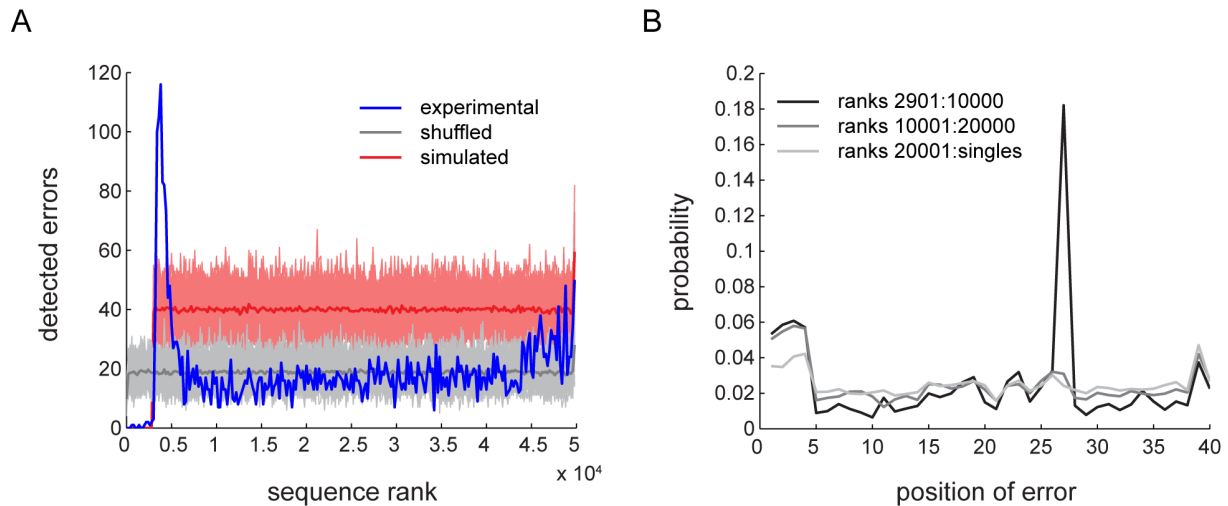 A
B
120
100
80
60
40
20
0
detected errors
experimental
shuffled
simulated
0 0.5 1 1.5 2 2.5 3 3.5 4 4.5 5
x 10⁴
sequence rank
0.2
0.18
0.16
0.14
0.12
0.1
0.08
0.06
0.04
0.02
0
probability
ranks 2901:10000
ranks 10001:20000
ranks 20001:singles
0 5 10 15 20 25 30 35 40
position of error